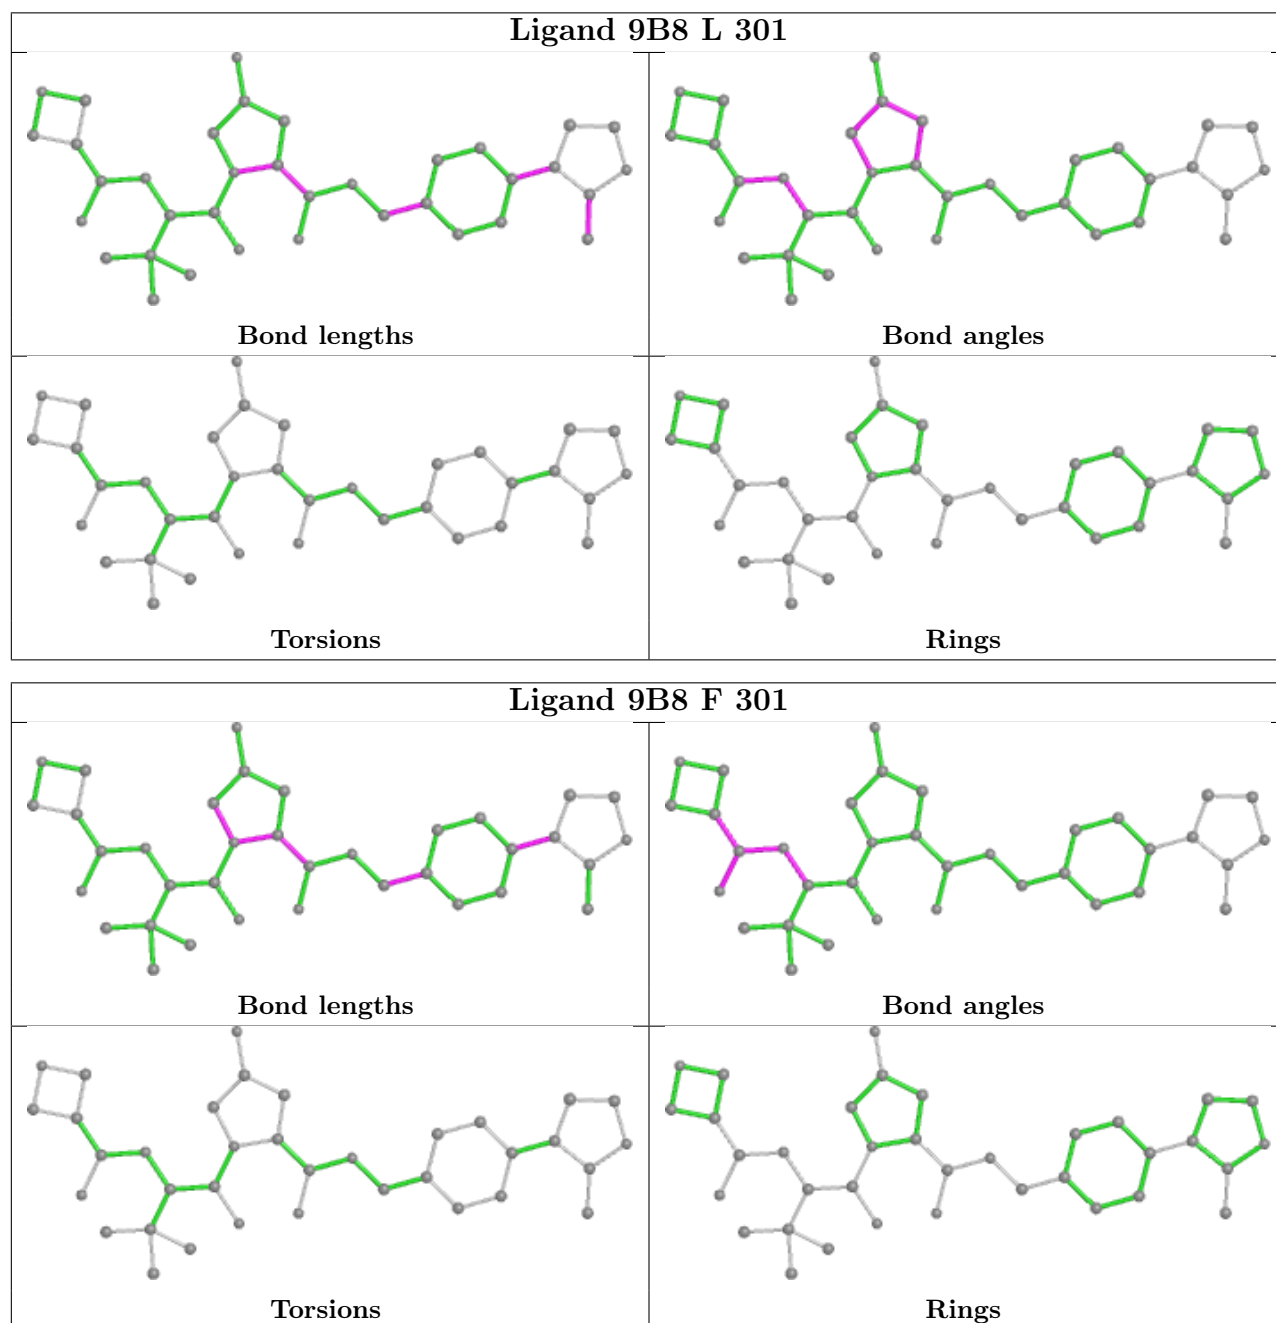 Ligand 9B8 L 301
Bond lengths
Bond angles
Torsions
Rings
Ligand 9B8 F 301
Bond lengths
Bond angles
Torsions
Rings